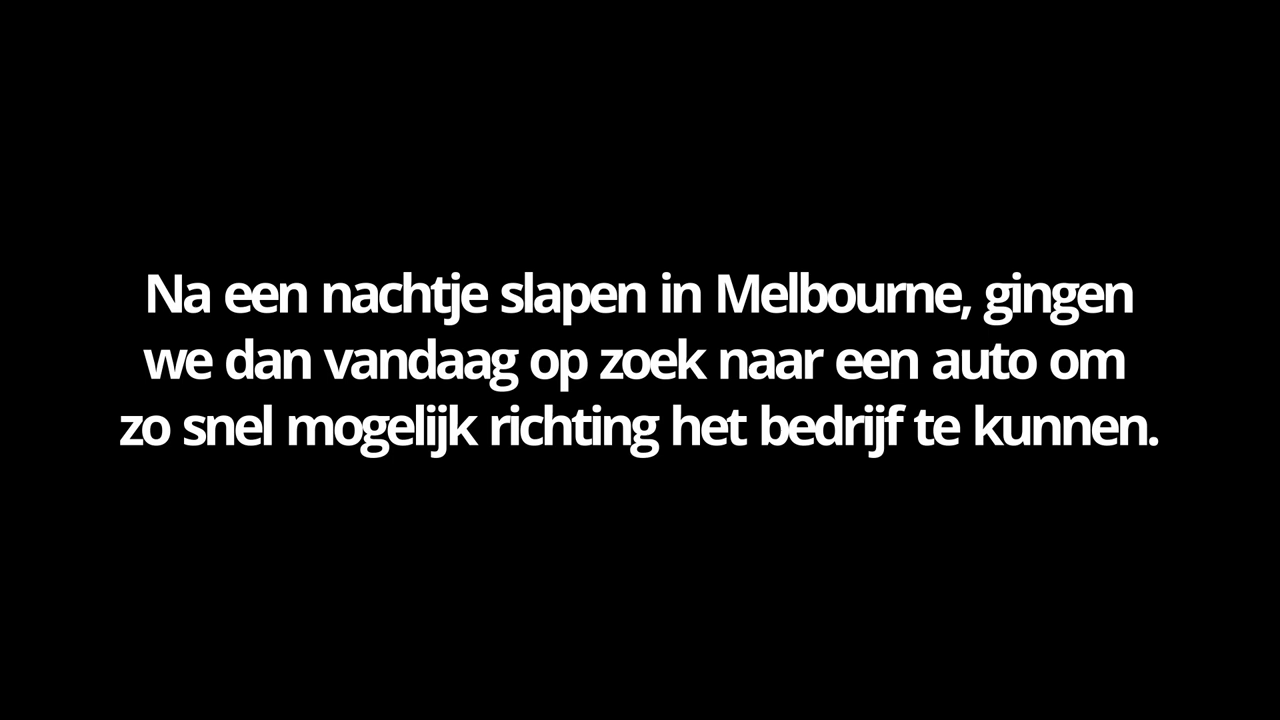 Na een nachtje slapen in Melbourne, gingen
we dan vandaag op zoek naar een auto om
zo snel mogelijk richting het bedrijf te kunnen.